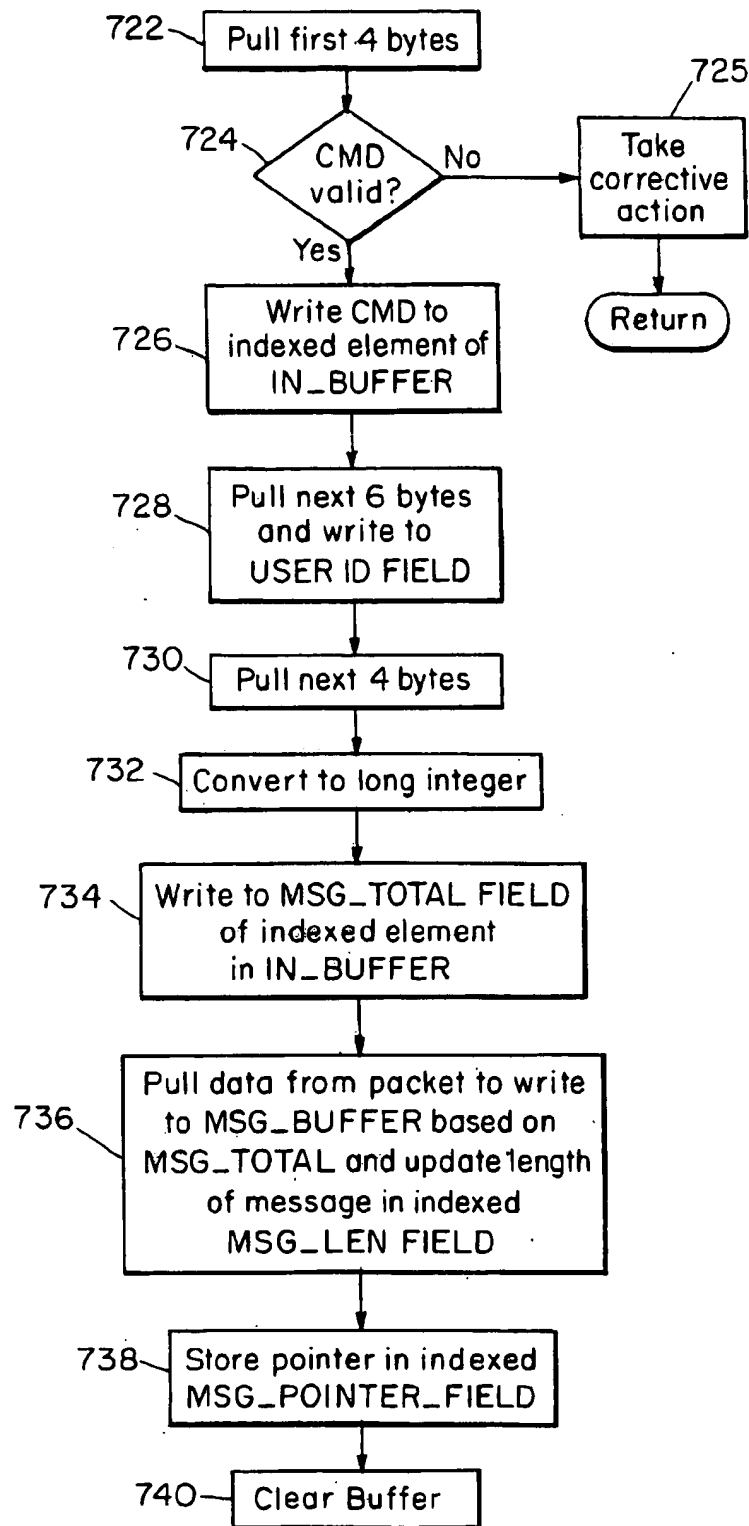 722
Pull first 4 bytes
725
724
CMD
valid?
No
Take
corrective
action
Yes
Return
726
Write CMD to
indexed element of
IN_BUFFER
728
Pull next 6 bytes
and write to
USER ID FIELD
730
Pull next 4 bytes
732
Convert to long integer
734
Write to MSG_TOTAL FIELD
of indexed element
in IN_BUFFER
736
Pull data from packet to write
to MSG_BUFFER based on
MSG_TOTAL and update length
of message in indexed
MSG_LEN FIELD
738
Store pointer in indexed
MSG_POINTER_FIELD
740
Clear Buffer